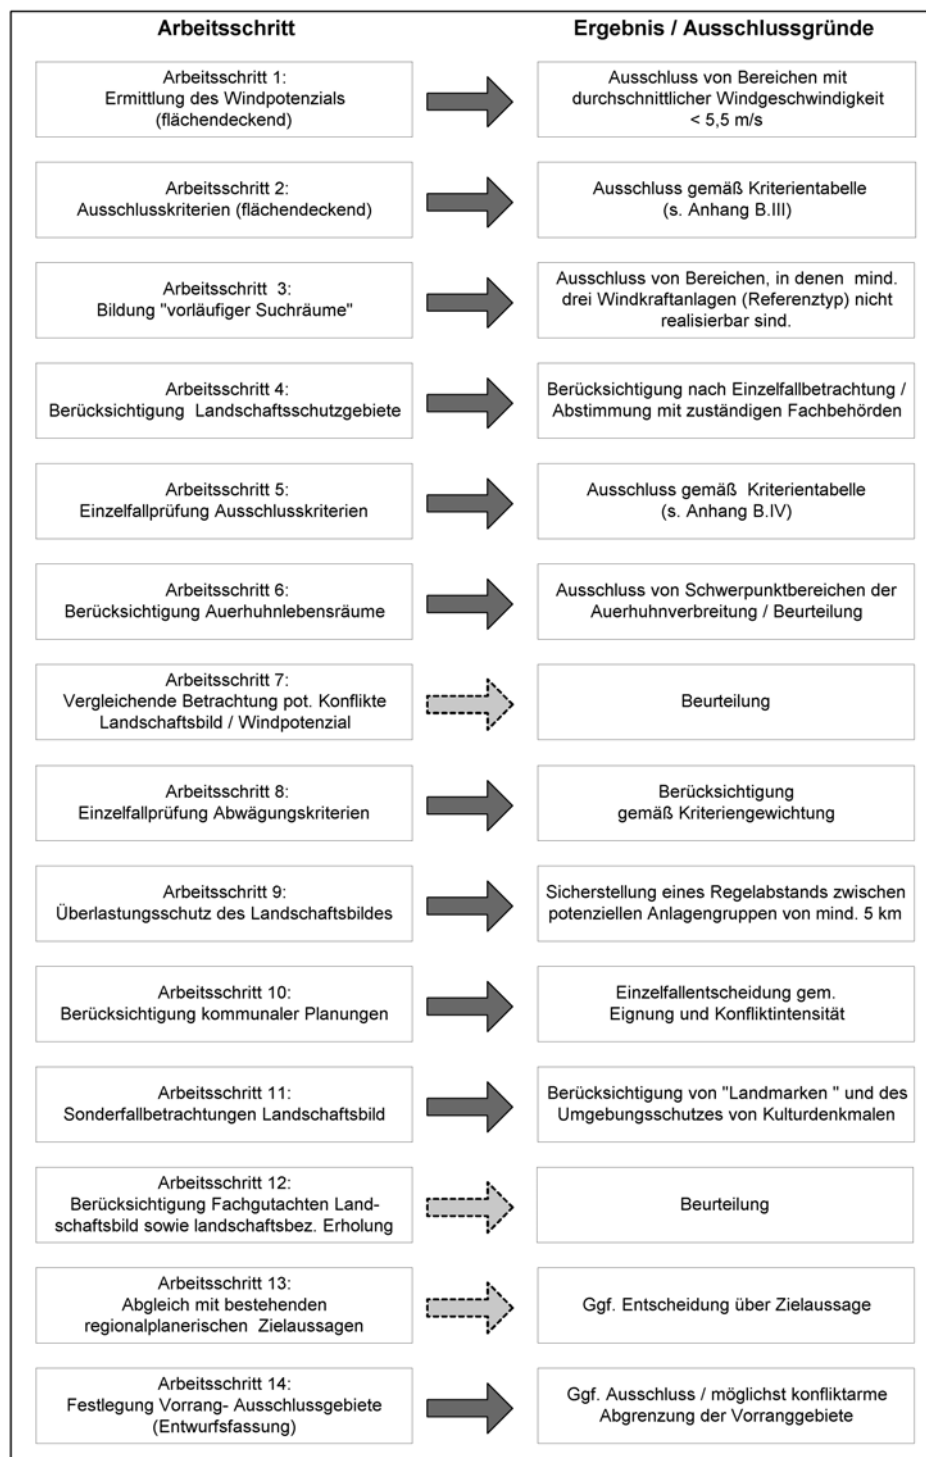 Arbeitsschritt
Ergebnis / Ausschlussgründe
Arbeitsschritt 1:
Ermittlung des Windpotenzials
(flächendeckend)
Ausschluss von Bereichen mit
durchschnittlicher Windgeschwindigkeit
< 5,5 m/s
Arbeitsschritt 2:
Ausschlusskriterien (flächendeckend)
Ausschluss gemäß Kriterientabelle
(s. Anhang B.III)
Arbeitsschritt 3:
Bildung "vorläufiger Suchräume"
Ausschluss von Bereichen, in denen mind.
drei Windkraftanlagen (Referenztyp) nicht
realisierbar sind.
Arbeitsschritt 4:
Berücksichtigung Landschaftsschutzgebiete
Berücksichtigung nach Einzelfallbetrachtung /
Abstimmung mit zuständigen Fachbehörden
Arbeitsschritt 5:
Einzelfallprüfung Ausschlusskriterien
Ausschluss gemäß Kriterientabelle
(s. Anhang B.IV)
Arbeitsschritt 6:
Berücksichtigung Auerhuhnlebensräume
Ausschluss von Schwerpunktbereichen der
Auerhuhnverbreitung / Beurteilung
Arbeitsschritt 7:
Vergleichende Betrachtung pot. Konflikte
Landschaftsbild / Windpotenzial
Beurteilung
Arbeitsschritt 8:
Einzelfallprüfung Abwägungskriterien
Berücksichtigung
gemäß Kriteriengewichtung
Arbeitsschritt 9:
Überlastungsschutz des Landschaftsbildes
Sicherstellung eines Regelabstands zwischen
potenziellen Anlagengruppen von mind. 5 km
Arbeitsschritt 10:
Berücksichtigung kommunaler Planungen
Einzelfallentscheidung gem.
Eignung und Konfliktintensität
Arbeitsschritt 11:
Sonderfallbetrachtungen Landschaftsbild
Berücksichtigung von "Landmarken " und des
Umgebungsschutzes von Kulturdenkmalen
Arbeitsschritt 12:
Berücksichtigung Fachgutachten Land-
schaftsbild sowie landschaftsbez. Erholung
Beurteilung
Arbeitsschritt 13:
Abgleich mit bestehenden
regionalplanerischen Zielaussagen
Ggf. Entscheidung über Zielaussage
Arbeitsschritt 14:
Festlegung Vorrang- Ausschlussgebiete
(Entwurfsfassung)
Ggf. Ausschluss / möglichst konfliktarme
Abgrenzung der Vorranggebiete